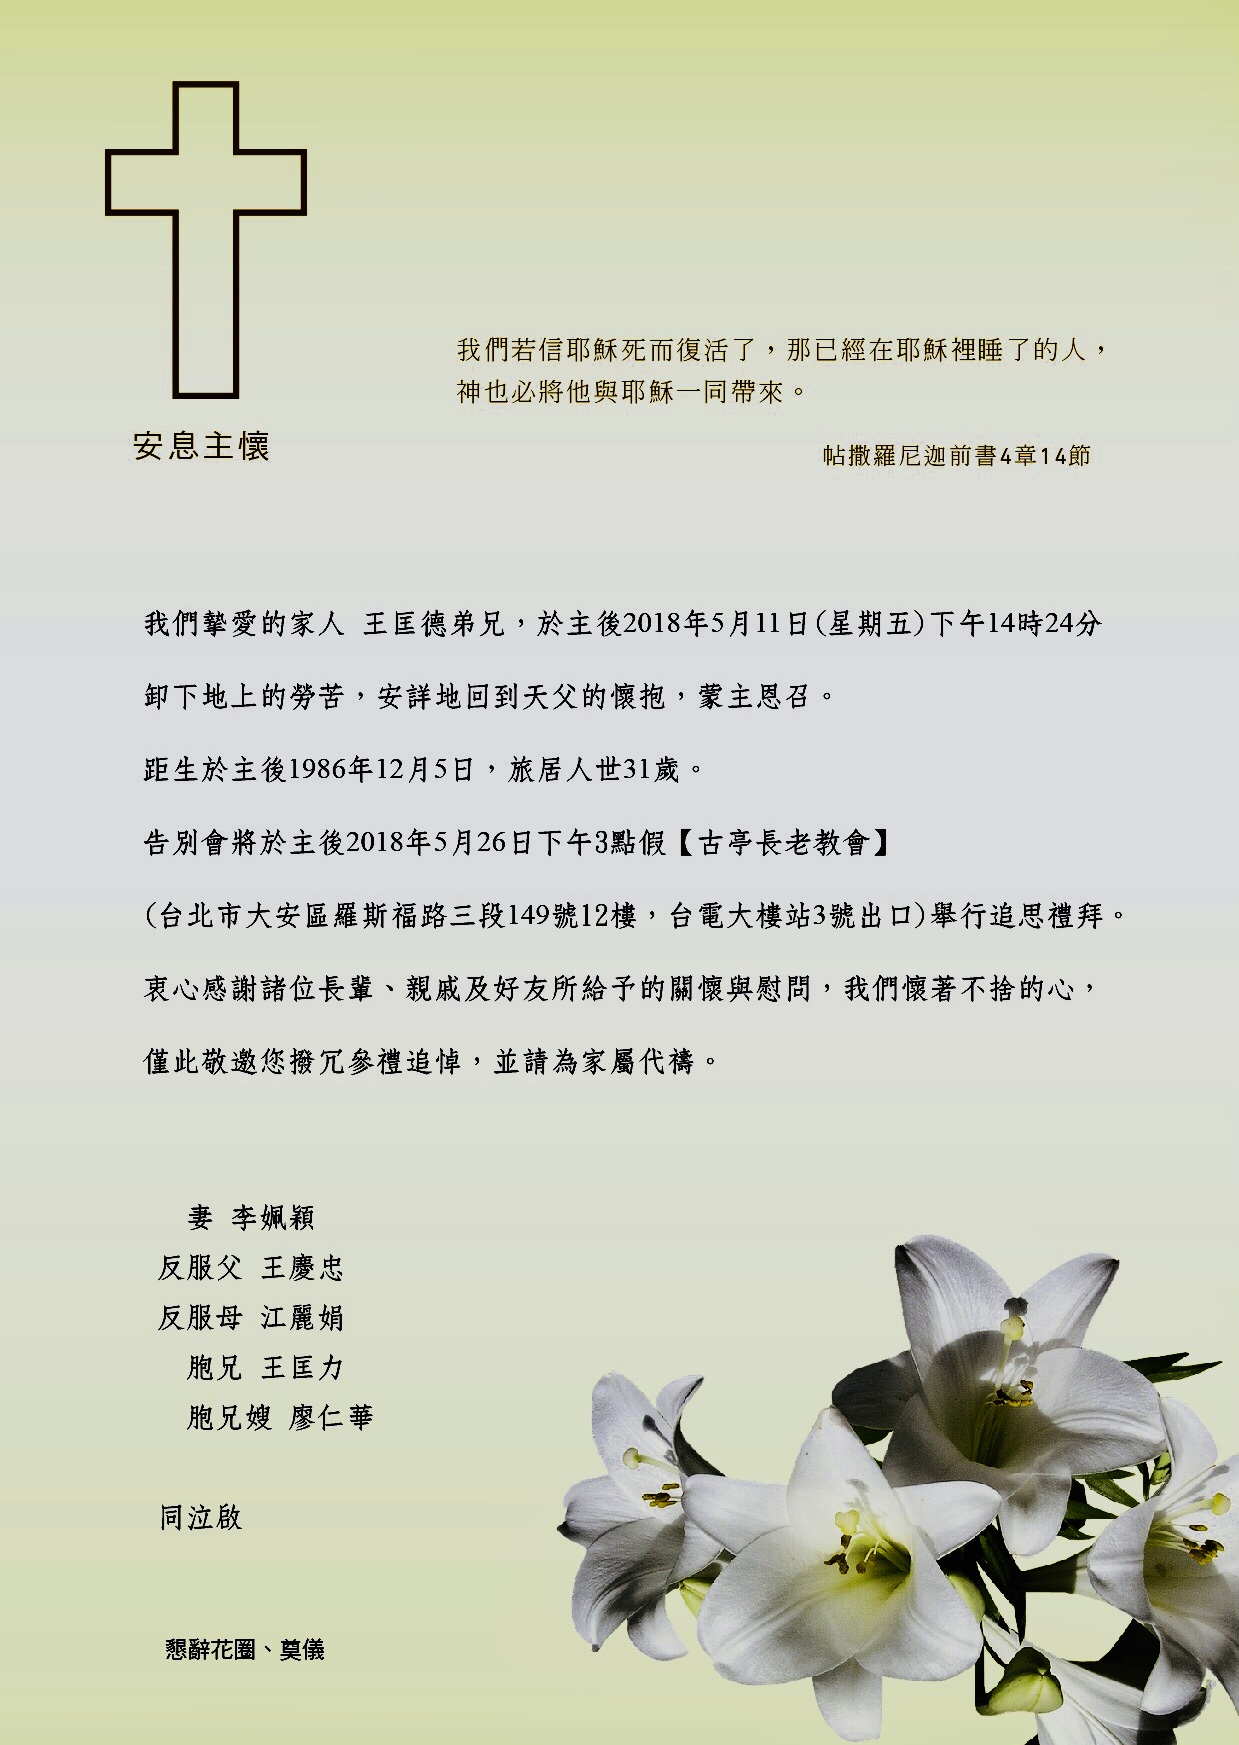 我們若信耶穌死而復活了，那已經在耶穌裡睡了的人，
神也必將他與耶穌一同帶來。
安息主懷
帖撒羅尼迦前書4章14節
我們摯愛的家人 王匡德弟兄，於主後2018年5月11日(星期五)下午14時24分
卸下地上的勞苦，安詳地回到天父的懷抱，蒙主恩召。
距生於主後1986年12月5日，旅居人世31歲。
告別會將於主後2018年5月26日下午3點假【古亭長老教會】
(台北市大安區羅斯福路三段149號12樓，台電大樓站3號出口)舉行追思禮拜。
衷心感謝諸位長輩、親戚及好友所給予的關懷與慰問，我們懷著不捨的心，
僅此敬邀您撥冗參禮追悼，並請為家屬代禱。
妻 李姵穎
反服父 王慶忠
反服母 江麗娟
胞兄 王匡力
胞兄嫂 廖仁華
同泣啟
懇辭花圈、奠儀